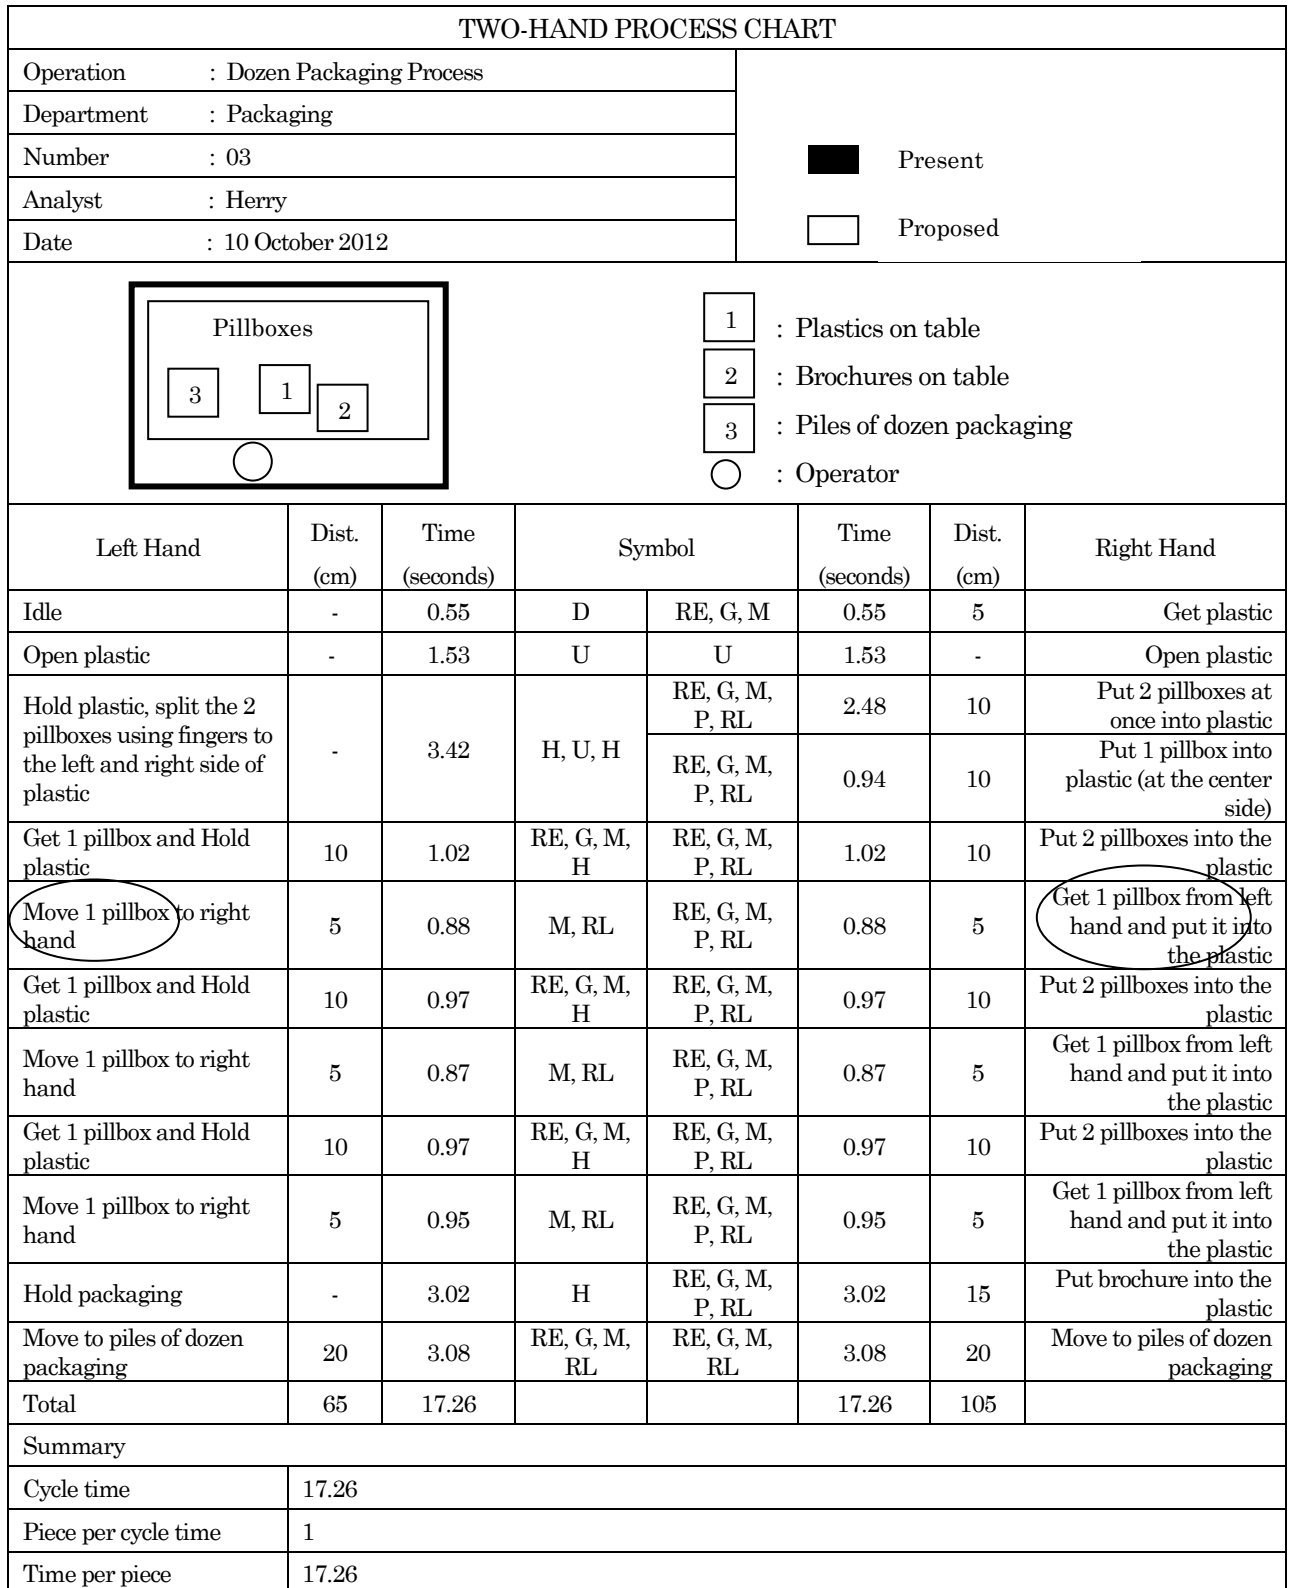 TWO-HAND PROCESS CHART
Operation : Dozen Packaging Process
Department : Packaging
Number : 03
Analyst : Herry
Date : 10 October 2012
Present
Proposed
Pillboxes
3
1
2
1 : Plastics on table
2 : Brochures on table
3 : Piles of dozen packaging
: Operator
Left Hand
Dist.
(cm)
Time
(seconds)
Symbol
Time
(seconds)
Dist.
(cm)
Right Hand
Idle - 0.55 D RE, G, M 0.55 5 Get plastic
Open plastic - 1.53 U U 1.53 - Open plastic
Hold plastic, split the 2
pillboxes using fingers to
the left and right side of
plastic
- 3.42 H, U, H
RE, G, M,
P, RL
2.48 10
Put 2 pillboxes at
once into plastic
RE, G, M,
P, RL
0.94 10
Put 1 pillbox into
plastic (at the center
side)
Get 1 pillbox and Hold
plastic
10 1.02
RE, G, M,
H
RE, G, M,
P, RL
1.02 10
Put 2 pillboxes into the
plastic
Move 1 pillbox to right
hand
5 0.88 M, RL
RE, G, M,
P, RL
0.88 5
Get 1 pillbox from left
hand and put it into
the plastic
Get 1 pillbox and Hold
plastic
10 0.97
RE, G, M,
H
RE, G, M,
P, RL
0.97 10
Put 2 pillboxes into the
plastic
Move 1 pillbox to right
hand
5 0.87 M, RL
RE, G, M,
P, RL
0.87 5
Get 1 pillbox from left
hand and put it into
the plastic
Get 1 pillbox and Hold
plastic
10 0.97
RE, G, M,
H
RE, G, M,
P, RL
0.97 10
Put 2 pillboxes into the
plastic
Move 1 pillbox to right
hand
5 0.95 M, RL
RE, G, M,
P, RL
0.95 5
Get 1 pillbox from left
hand and put it into
the plastic
Hold packaging - 3.02 H
RE, G, M,
P, RL
3.02 15
Put brochure into the
plastic
Move to piles of dozen
packaging
20 3.08
RE, G, M,
RL
RE, G, M,
RL
3.08 20
Move to piles of dozen
packaging
Total 65 17.26 17.26 105
Summary
Cycle time 17.26
Piece per cycle time 1
Time per piece 17.26